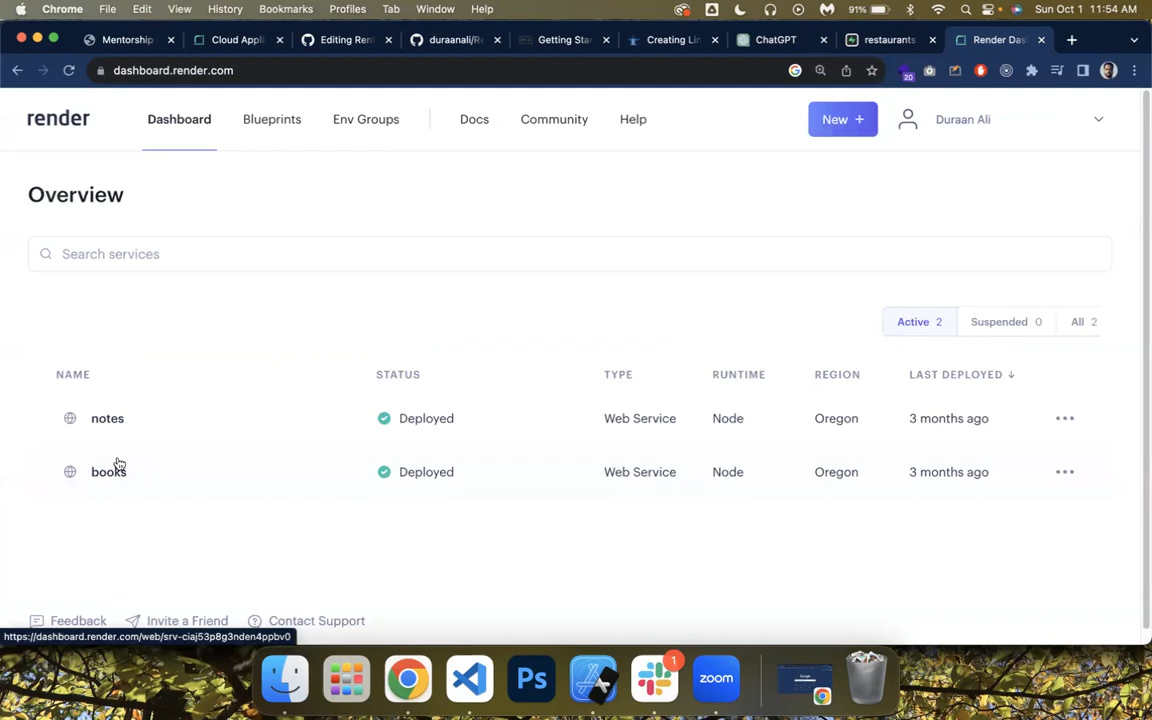 Chrome File Edit View History Bookmarks Profiles Tab Window Help 91% Sun Oct 1 11:54 AM
Mentorship Cloud Appli Editing Ren duraanali/Re Getting Sta Creating Lin ChatGPT restaurants Render Das
dashboard.render.com 20
render Dashboard Blueprints Env Groups Docs Community Help New + Duraan Ali
Overview
Search services
Active 2 Suspended 0 All 2
NAME STATUS TYPE RUNTIME REGION LAST DEPLOYED ↓
notes Deployed Web Service Node Oregon 3 months ago
books Deployed Web Service Node Oregon 3 months ago
Feedback Invite a Friend Contact Support
https://dashboard.render.com/web/srv-ciaj53p8g3nden4ppbv0
Ps 1 zoom